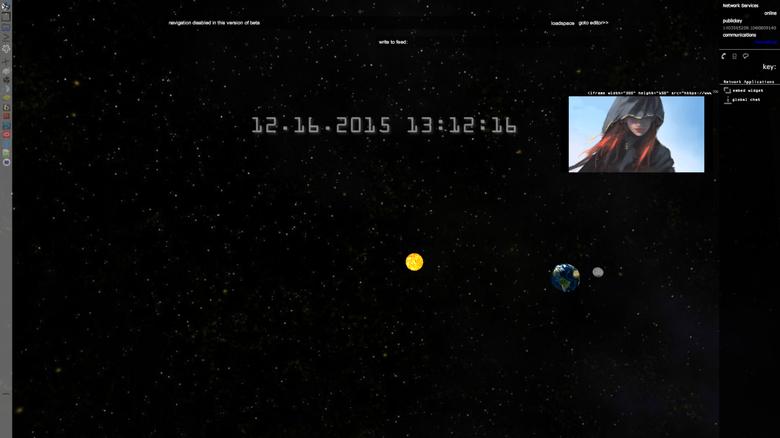 navigation disabled in this version of beta
loadspace goto editor>>
write to feed:
12.16.2015 13:12:16
Network Services
online
publickey
communications
key:
Network Applications
embed widget
global chat